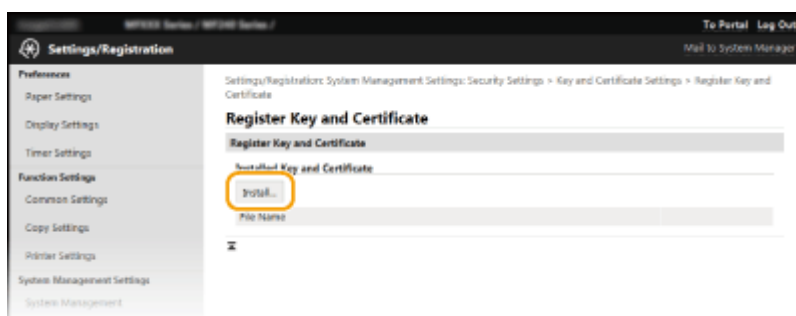 To Portal Log Out
Settings/Registration
Mail to System Manager
Preferences
Paper Settings
Display Settings
Timer Settings
Function Settings
Common Settings
Copy Settings
Printer Settings
System Management Settings
System Management
Settings/Registration: System Management Settings: Security Settings > Key and Certificate Settings > Register Key and
Certificate
Register Key and Certificate
Register Key and Certificate
Installed Key and Certificate
Install...
File Name